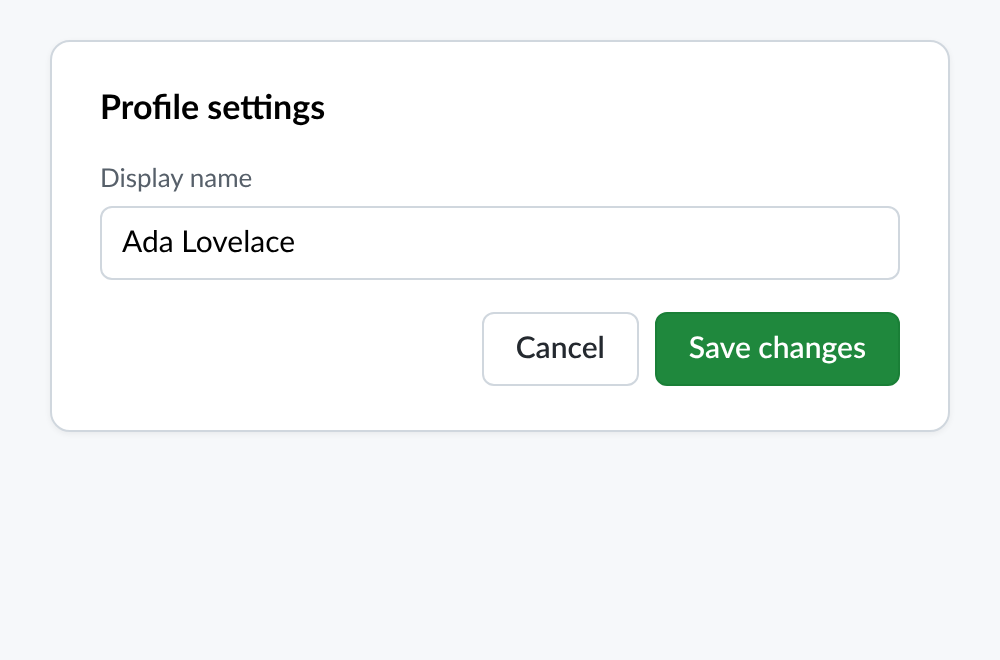 Profile settings
Display name
Ada Lovelace
Cancel
Save changes